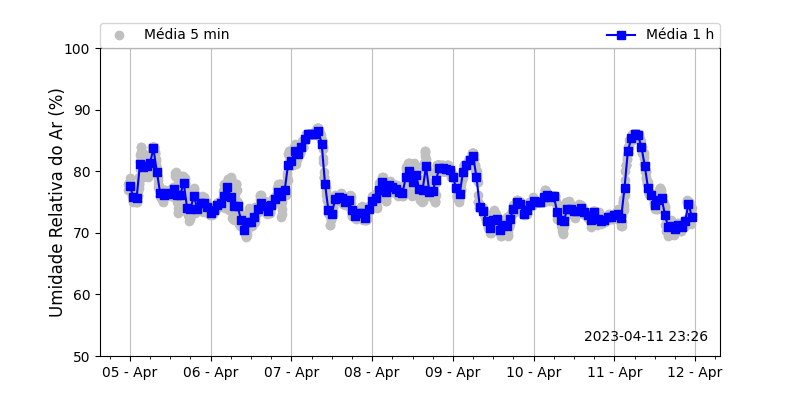 Média 5 min
Média 1 h
100
90
80
70
60
50
Umidade Relativa do Ar (%)
2023-04-11 23:26
05 - Apr
06 - Apr
07 - Apr
08 - Apr
09 - Apr
10 - Apr
11 - Apr
12 - Apr